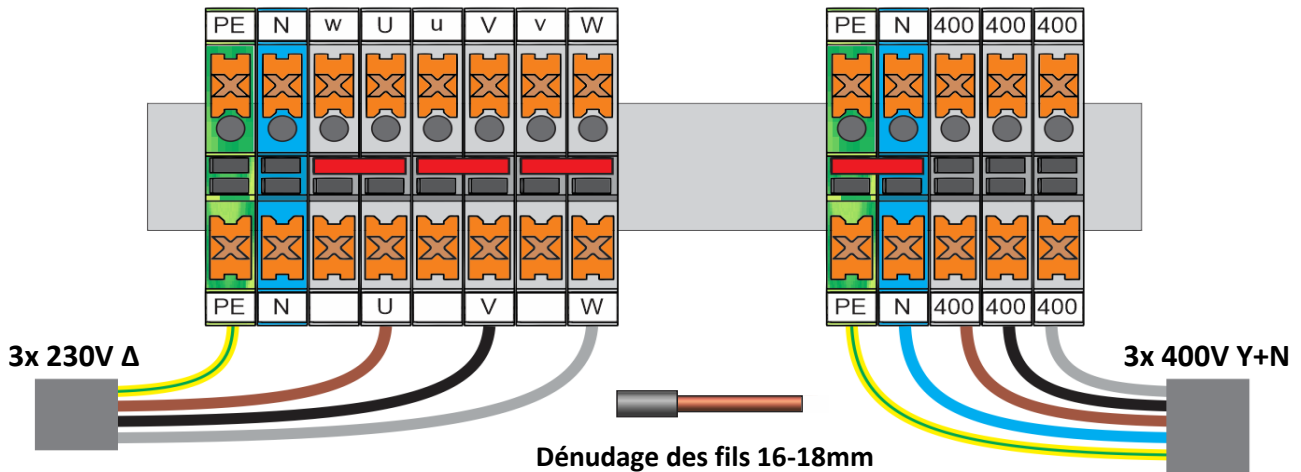 PE N w U u V v W
PE N 400 400 400
PE N U V W
PE N 400 400 400
3x 230V Δ
3x 400V Y+N
Dénudage des fils 16-18mm